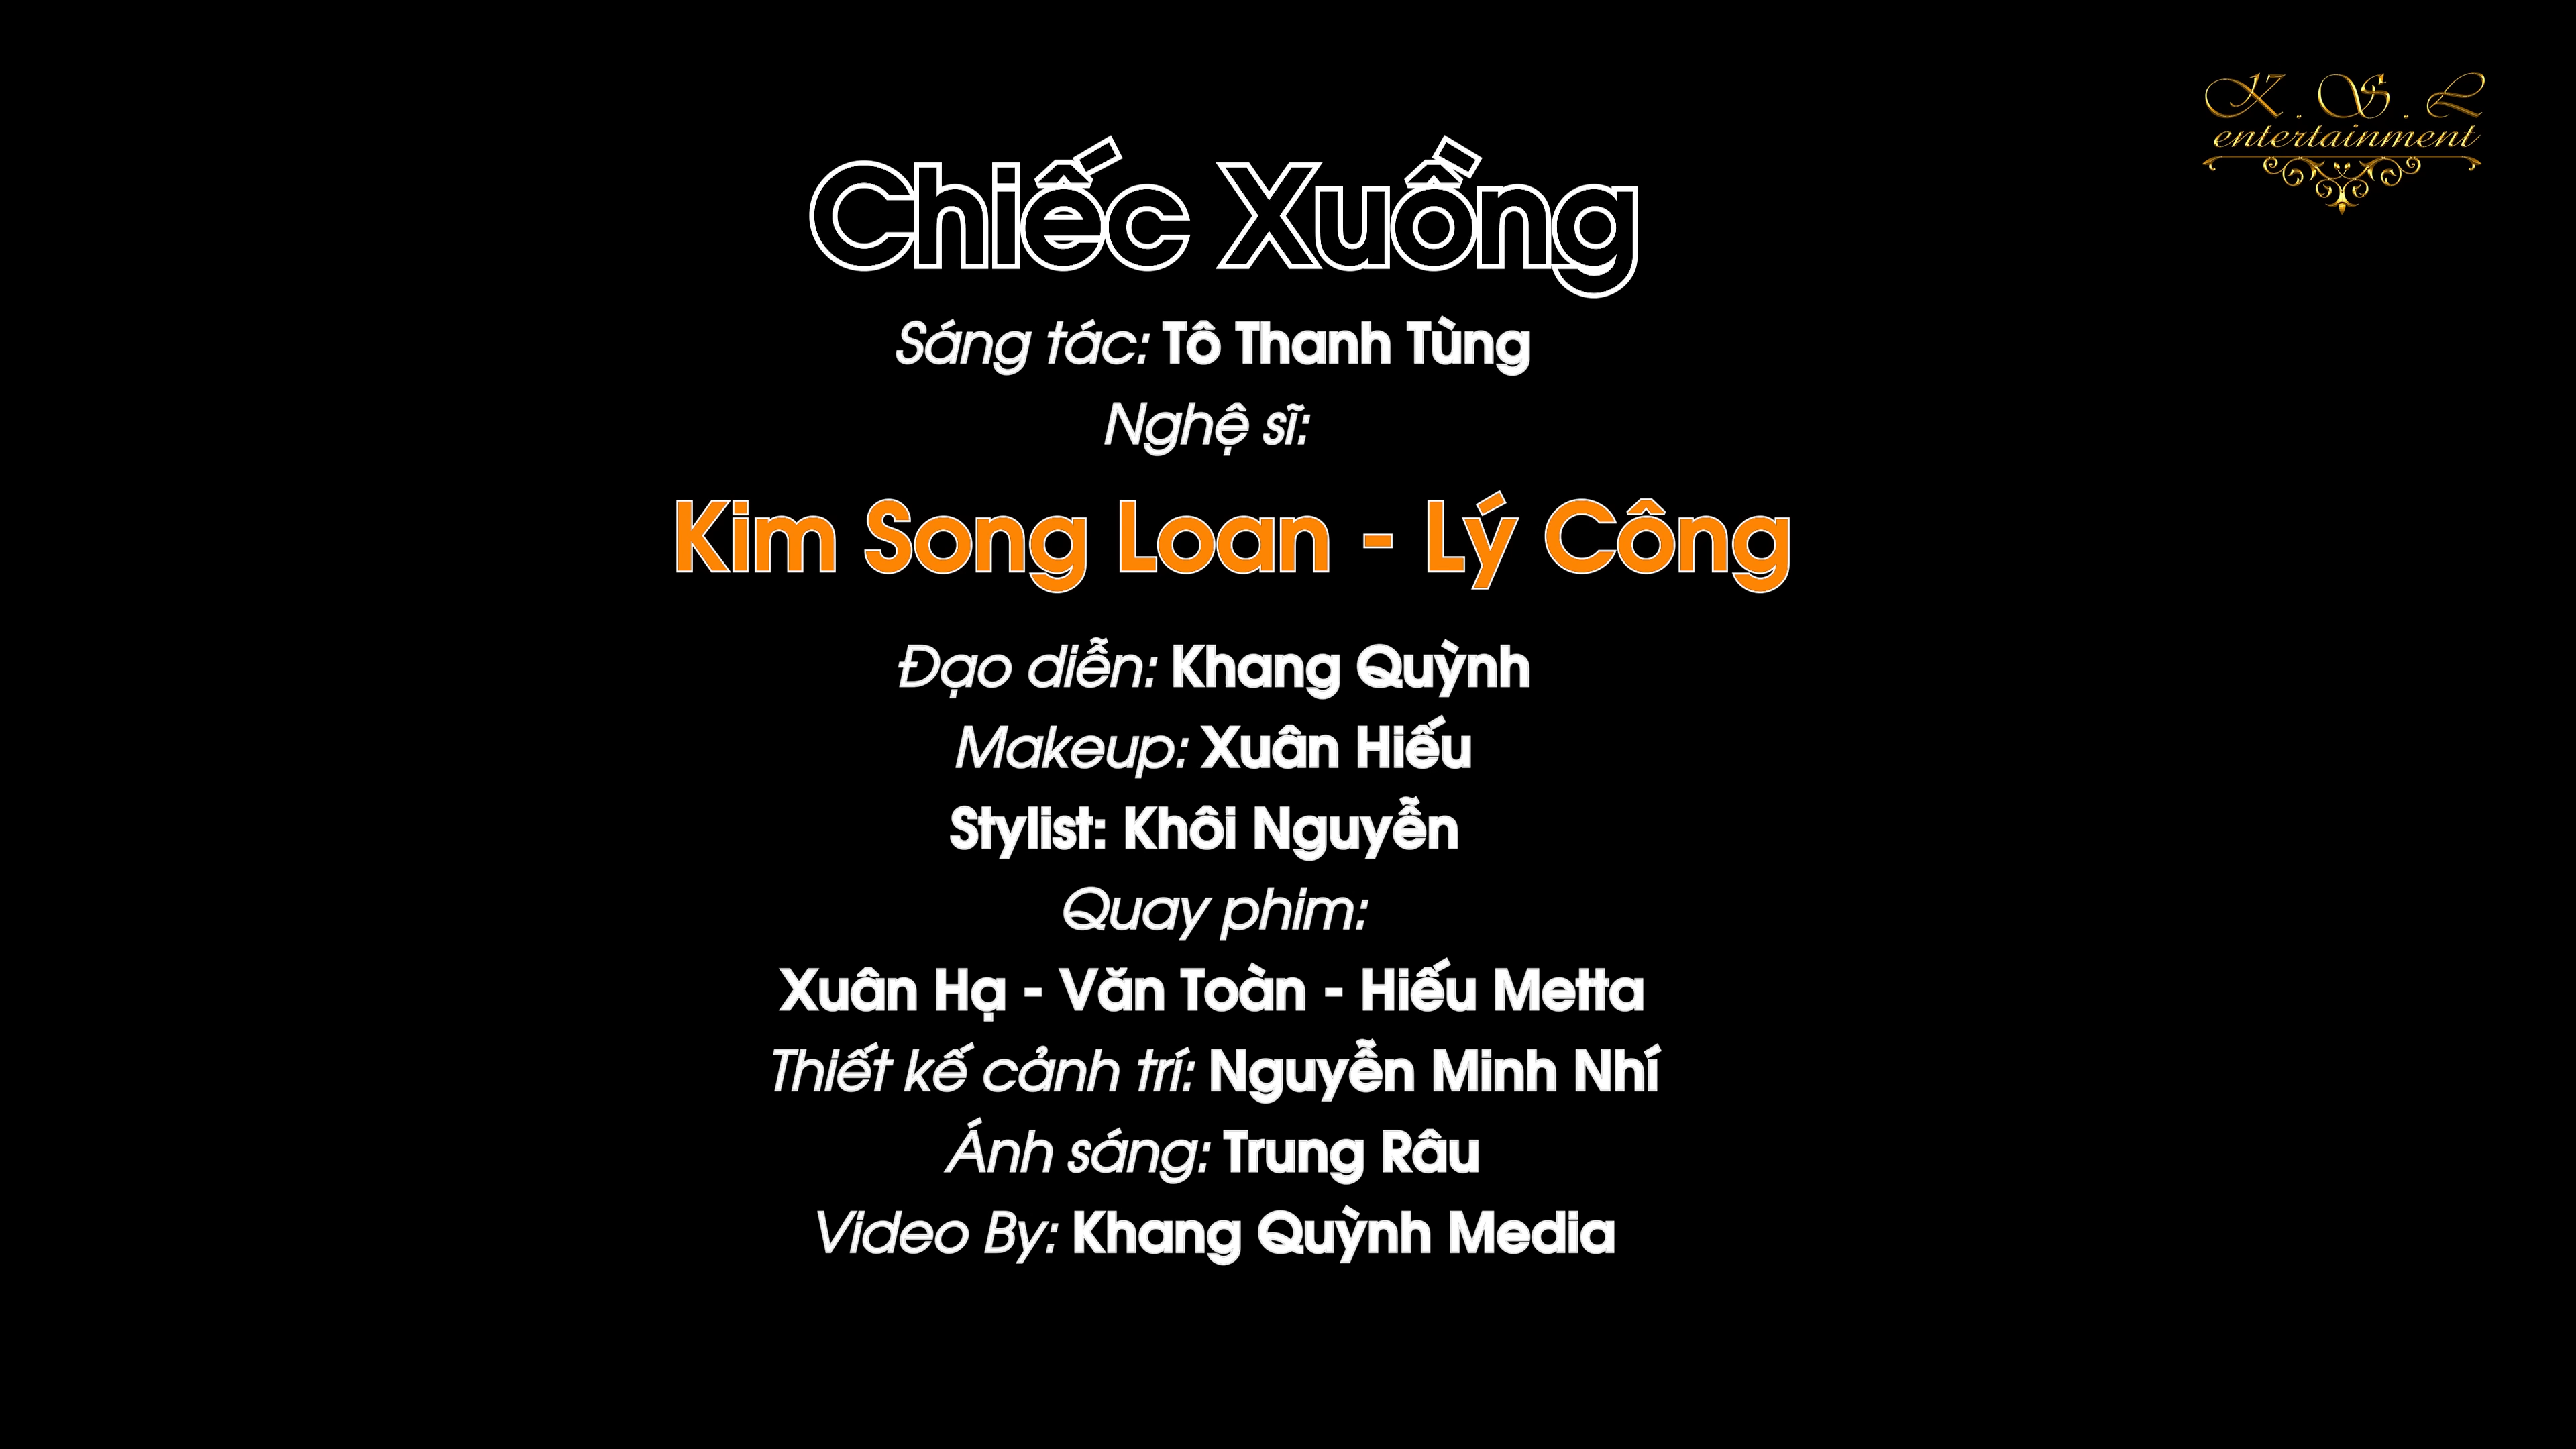 K . S . L
entertainment
Chiếc Xuồng
Sáng tác: Tô Thanh Tùng
Nghệ sĩ:
Kim Song Loan - Lý Công
Đạo diễn: Khang Quỳnh
Makeup: Xuân Hiếu
Stylist: Khôi Nguyễn
Quay phim:
Xuân Hạ - Văn Toàn - Hiếu Metta
Thiết kế cảnh trí: Nguyễn Minh Nhí
Ánh sáng: Trung Râu
Video By: Khang Quỳnh Media